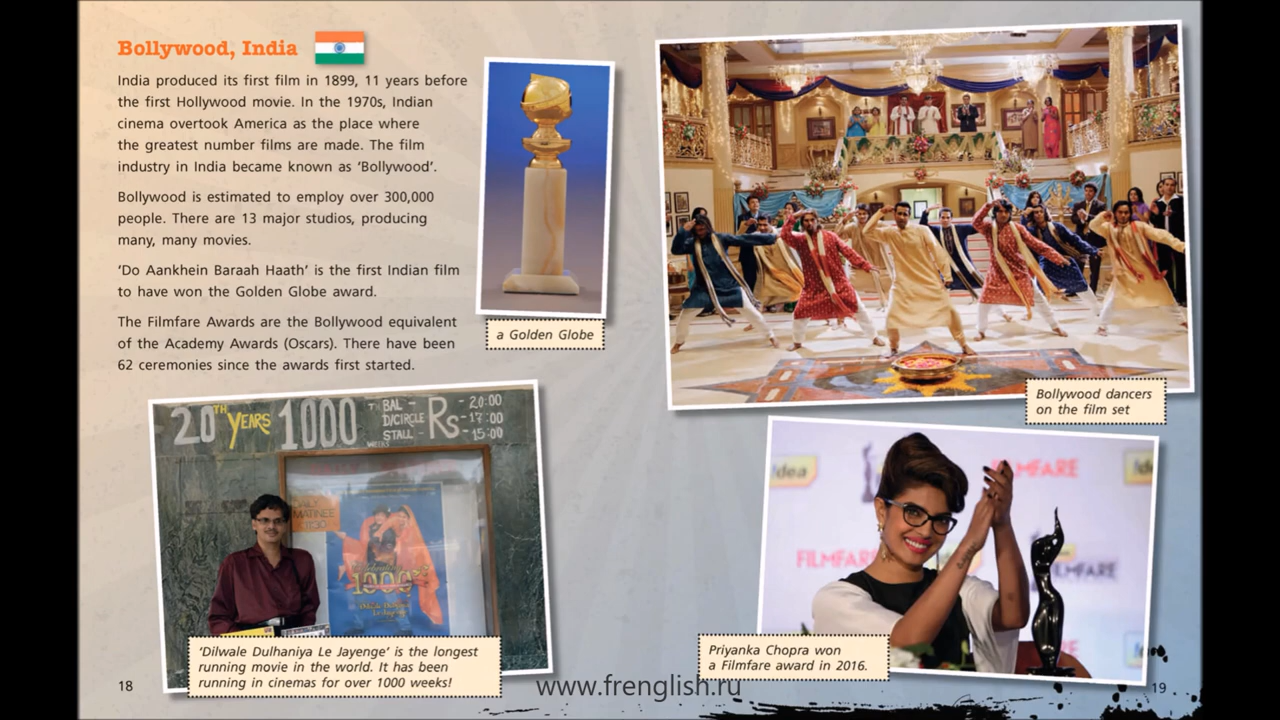 Bollywood, India
India produced its first film in 1899, 11 years before
the first Hollywood movie. In the 1970s, Indian
cinema overtook America as the place where
the greatest number films are made. The film
industry in India became known as ‘Bollywood’.
Bollywood is estimated to employ over 300,000
people. There are 13 major studios, producing
many, many movies.
‘Do Aankhein Baraah Haath’ is the first Indian film
to have won the Golden Globe award.
The Filmfare Awards are the Bollywood equivalent
of the Academy Awards (Oscars). There have been
62 ceremonies since the awards first started.
a Golden Globe
Bollywood dancers
on the film set
20TH YEARS 1000 TH
WEEKS
BAL - Rs - 20:00
D/CIRCLE - 17:00
STALL - 15:00
DAILY
MATINEE
1000
‘Dilwale Dulhaniya Le Jayenge’ is the longest
running movie in the world. It has been
running in cinemas for over 1000 weeks!
Idea
FILMFARE
FILMFARE
FILMFARE
Priyanka Chopra won
a Filmfare award in 2016.
18
www.frenglish.ru
19